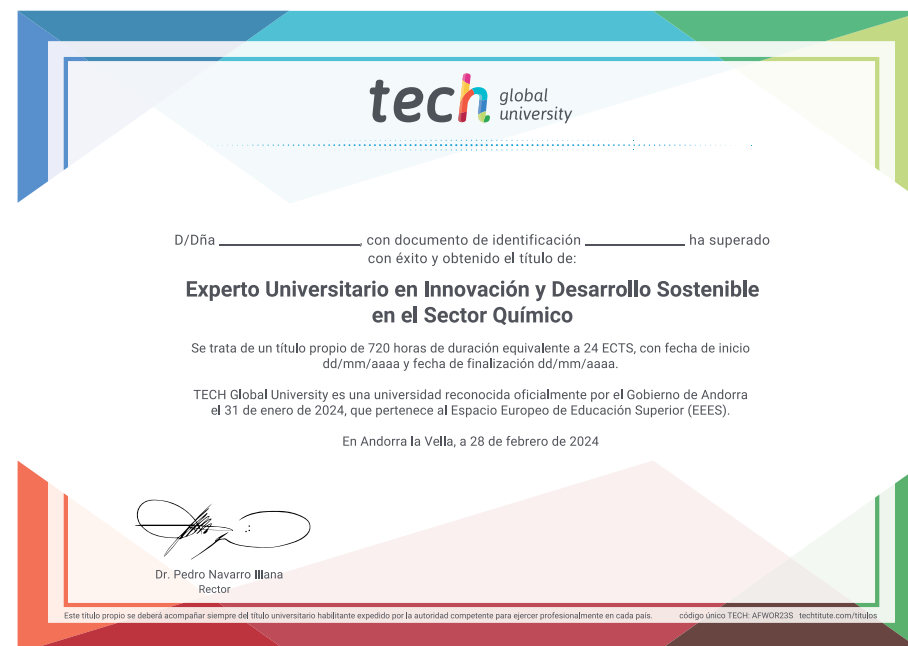 tech global university
D/Dña ____________________, con documento de identificación ______________ ha superado
con éxito y obtenido el título de:
Experto Universitario en Innovación y Desarrollo Sostenible
en el Sector Químico
Se trata de un título propio de 720 horas de duración equivalente a 24 ECTS, con fecha de inicio
dd/mm/aaaa y fecha de finalización dd/mm/aaaa.
TECH Global University es una universidad reconocida oficialmente por el Gobierno de Andorra
el 31 de enero de 2024, que pertenece al Espacio Europeo de Educación Superior (EEES).
En Andorra la Vella, a 28 de febrero de 2024
Dr. Pedro Navarro Illana
Rector
Este título propio se deberá acompañar siempre del título universitario habilitante expedido por la autoridad competente para ejercer profesionalmente en cada país. código único TECH: AFWOR23S techtitute.com/titulos